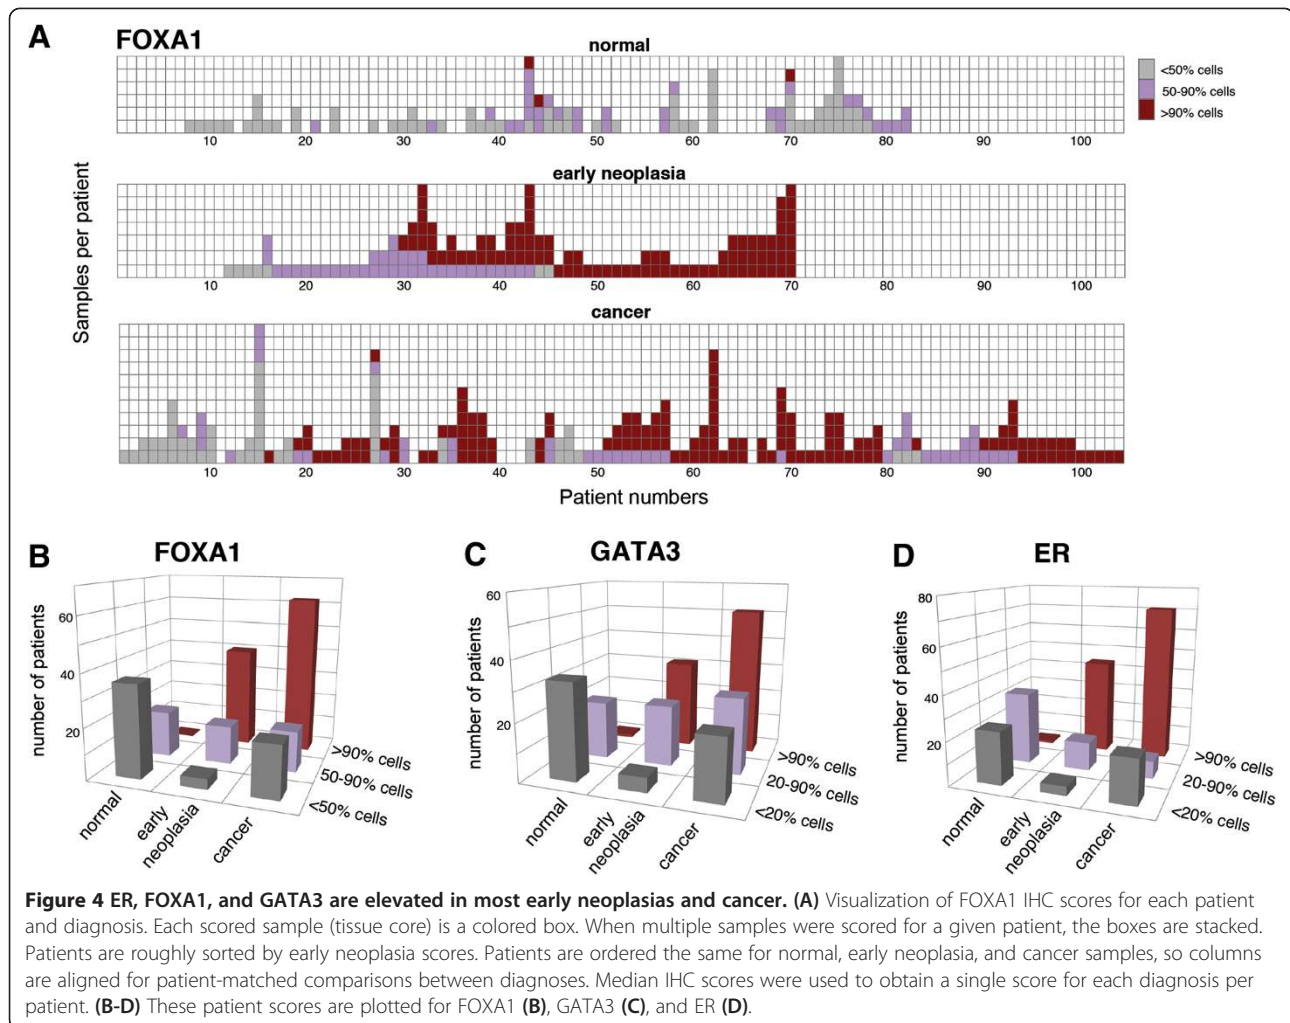 A
FOXA1
normal
<50% cells
50-90% cells
>90% cells
10 20 30 40 50 60 70 80 90 100
early neoplasia
10 20 30 40 50 60 70 80 90 100
cancer
10 20 30 40 50 60 70 80 90 100
Samples per patient
Patient numbers
B
FOXA1
number of patients
60
40
20
normal
early
neoplasia
cancer
>90% cells
50-90% cells
<50% cells
C
GATA3
number of patients
60
40
20
normal
early
neoplasia
cancer
>90% cells
20-90% cells
<20% cells
D
ER
number of patients
80
60
40
20
normal
early
neoplasia
cancer
>90% cells
20-90% cells
<20% cells
Figure 4 ER, FOXA1, and GATA3 are elevated in most early neoplasias and cancer. (A) Visualization of FOXA1 IHC scores for each patient
and diagnosis. Each scored sample (tissue core) is a colored box. When multiple samples were scored for a given patient, the boxes are stacked.
Patients are roughly sorted by early neoplasia scores. Patients are ordered the same for normal, early neoplasia, and cancer samples, so columns
are aligned for patient-matched comparisons between diagnoses. Median IHC scores were used to obtain a single score for each diagnosis per
patient. (B-D) These patient scores are plotted for FOXA1 (B), GATA3 (C), and ER (D).